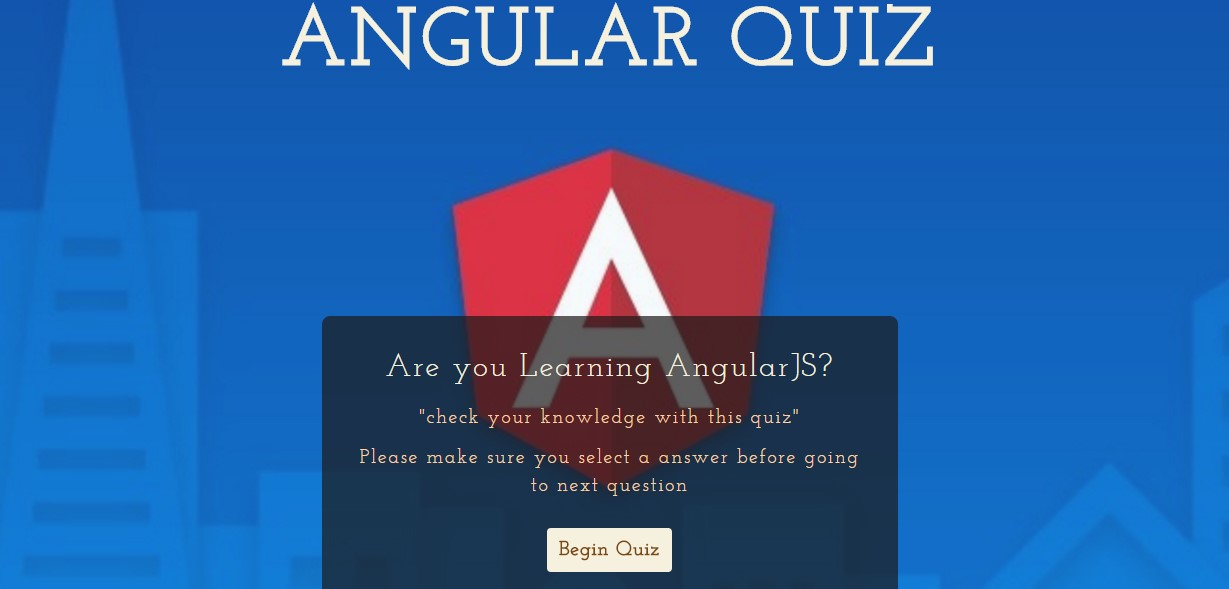 ANGULAR QUIZ
A
Are you Learning AngularJS?
"check your knowledge with this quiz"
Please make sure you select a answer before going
to next question
Begin Quiz